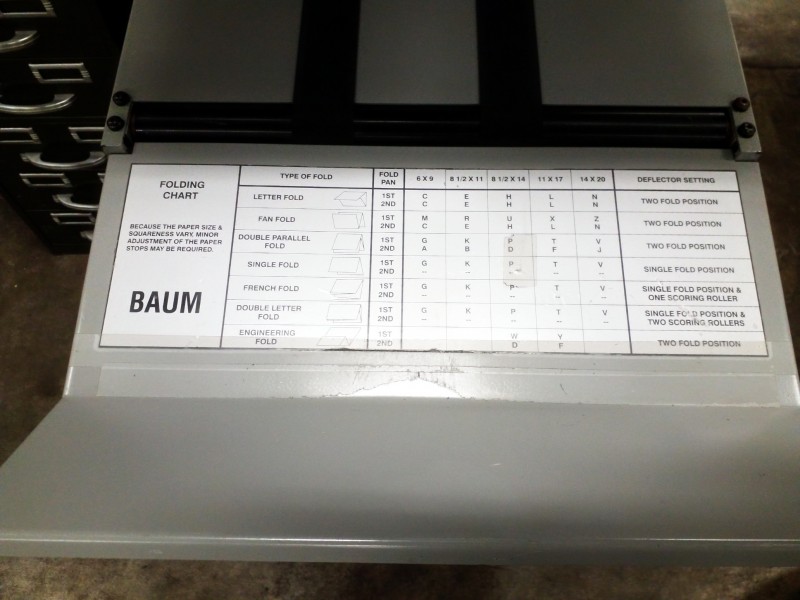 FOLDING
CHART
BECAUSE THE PAPER SIZE &
SQUARENESS VARY, MINOR
ADJUSTMENT OF THE PAPER
STOPS MAY BE REQUIRED.
BAUM
TYPE OF FOLD FOLD PAN 6 X 9 8 1/2 X 11 8 1/2 X 14 11 X 17 14 X 20 DEFLECTOR SETTING
LETTER FOLD 1ST C E H L N TWO FOLD POSITION
2ND C E H L N
FAN FOLD 1ST M R U X Z TWO FOLD POSITION
2ND C E H L N
DOUBLE PARALLEL 1ST G K P T V TWO FOLD POSITION
FOLD 2ND A B D F J
SINGLE FOLD 1ST G K P T V SINGLE FOLD POSITION
2ND -- -- -- -- --
FRENCH FOLD 1ST G K P T V SINGLE FOLD POSITION &
2ND -- -- -- -- -- ONE SCORING ROLLER
DOUBLE LETTER 1ST G K P T V SINGLE FOLD POSITION &
FOLD 2ND -- -- -- -- -- TWO SCORING ROLLERS
ENGINEERING 1ST W Y TWO FOLD POSITION
FOLD 2ND D F